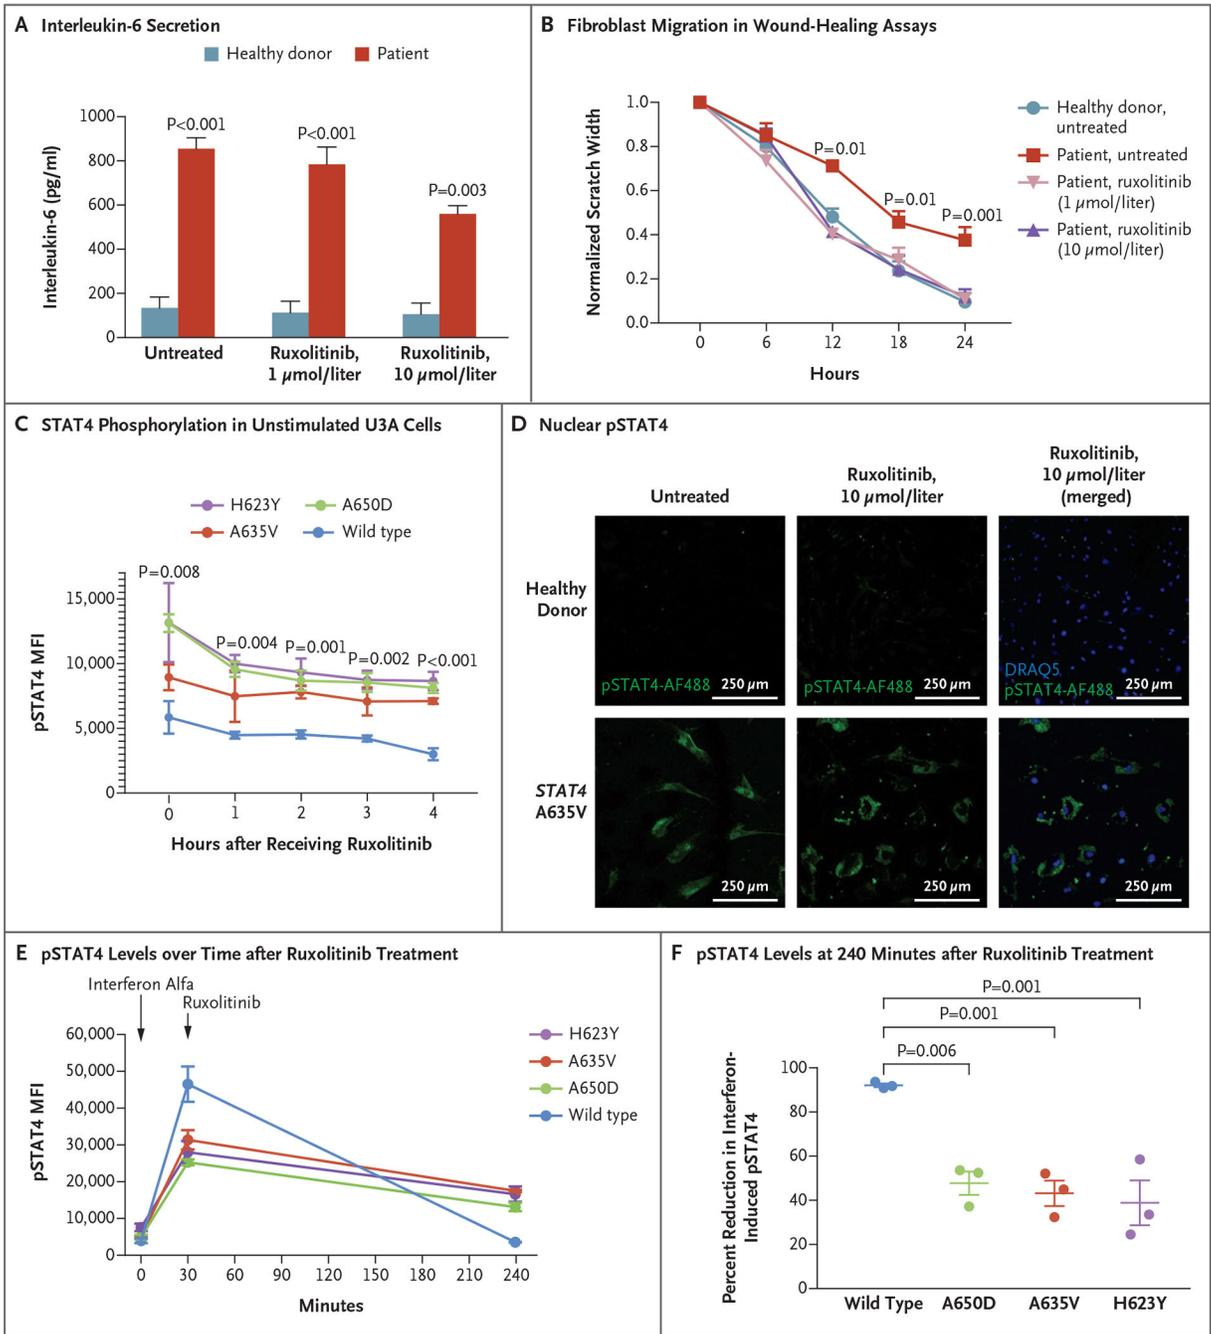 A Interleukin-6 Secretion
Healthy donor Patient
Interleukin-6 (pg/ml)
1000
800
600
400
200
0
P<0.001
P<0.001
P=0.003
Untreated
Ruxolitinib,
1 µmol/liter
Ruxolitinib,
10 µmol/liter
B Fibroblast Migration in Wound-Healing Assays
Normalized Scratch Width
1.0
0.8
0.6
0.4
0.2
0.0
P=0.01
P=0.01
P=0.001
0 6 12 18 24
Hours
Healthy donor,
untreated
Patient, untreated
Patient, ruxolitinib
(1 µmol/liter)
Patient, ruxolitinib
(10 µmol/liter)
C STAT4 Phosphorylation in Unstimulated U3A Cells
H623Y A650D
A635V Wild type
pSTAT4 MFI
15,000
10,000
5,000
0
P=0.008
P=0.004
P=0.001
P=0.002
P<0.001
0 1 2 3 4
Hours after Receiving Ruxolitinib
D Nuclear pSTAT4
Untreated
Ruxolitinib,
10 µmol/liter
Ruxolitinib,
10 µmol/liter
(merged)
Healthy
Donor
pSTAT4-AF488 250 µm
pSTAT4-AF488 250 µm
DRAQ5
pSTAT4-AF488 250 µm
STAT4
A635V
250 µm
250 µm
250 µm
E pSTAT4 Levels over Time after Ruxolitinib Treatment
Interferon Alfa
Ruxolitinib
pSTAT4 MFI
60,000
50,000
40,000
30,000
20,000
10,000
0
0 30 60 90 120 150 180 210 240
Minutes
H623Y
A635V
A650D
Wild type
F pSTAT4 Levels at 240 Minutes after Ruxolitinib Treatment
P=0.001
P=0.001
P=0.006
Percent Reduction in Interferon-
Induced pSTAT4
100
80
60
40
20
0
Wild Type A650D A635V H623Y